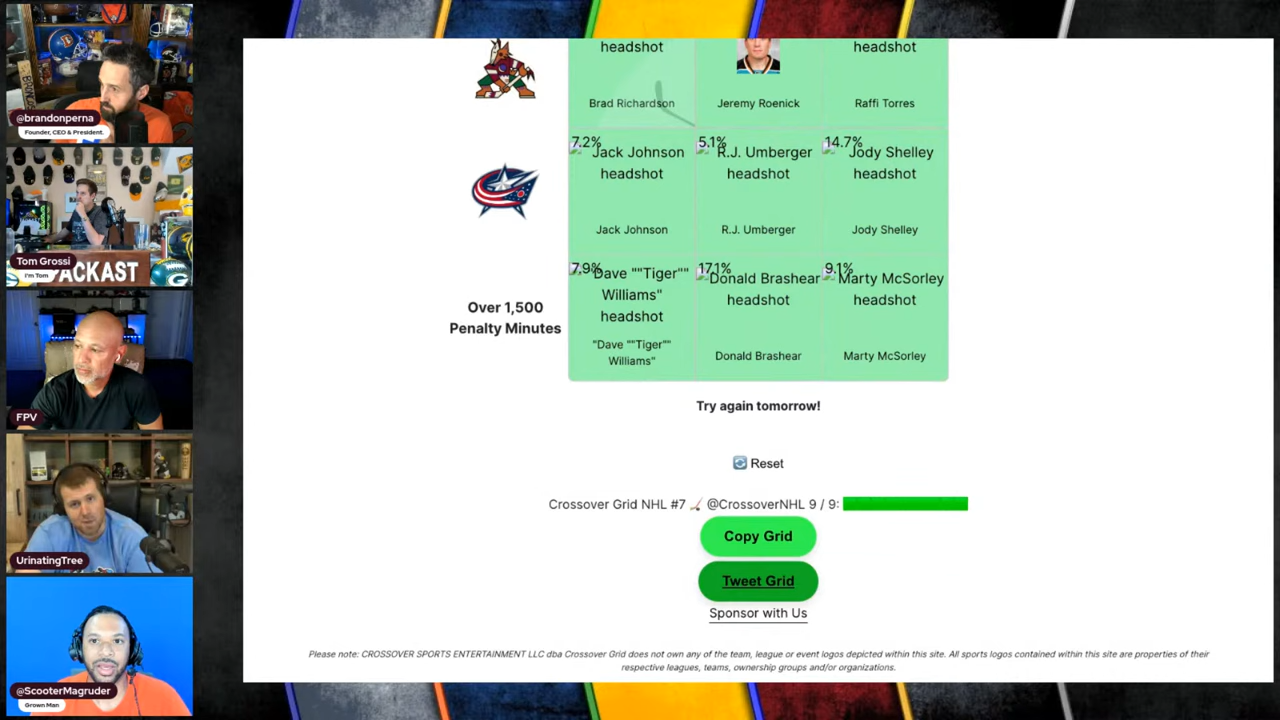 @brandonperna
Founder, CEO & President.
Tom Grossi
I'm Tom
PACKAST
FPV
UrinatingTree
@ScooterMagruder
Grown Man
headshot
headshot
Brad Richardson
Jeremy Roenick
Raffi Torres
7.2%
Jack Johnson
headshot
Jack Johnson
5.1%
R.J. Umberger
headshot
R.J. Umberger
14.7%
Jody Shelley
headshot
Jody Shelley
Over 1,500
Penalty Minutes
7.9%
"Dave ""Tiger""
Williams"
headshot
"Dave ""Tiger""
Williams"
17.1%
Donald Brashear
headshot
Donald Brashear
9.1%
Marty McSorley
headshot
Marty McSorley
Try again tomorrow!
Reset
Crossover Grid NHL #7 🏒 @CrossoverNHL 9 / 9:
Copy Grid
Tweet Grid
Sponsor with Us
Please note: CROSSOVER SPORTS ENTERTAINMENT LLC dba Crossover Grid does not own any of the team, league or event logos depicted within this site. All sports logos contained within this site are properties of their
respective leagues, teams, ownership groups and/or organizations.